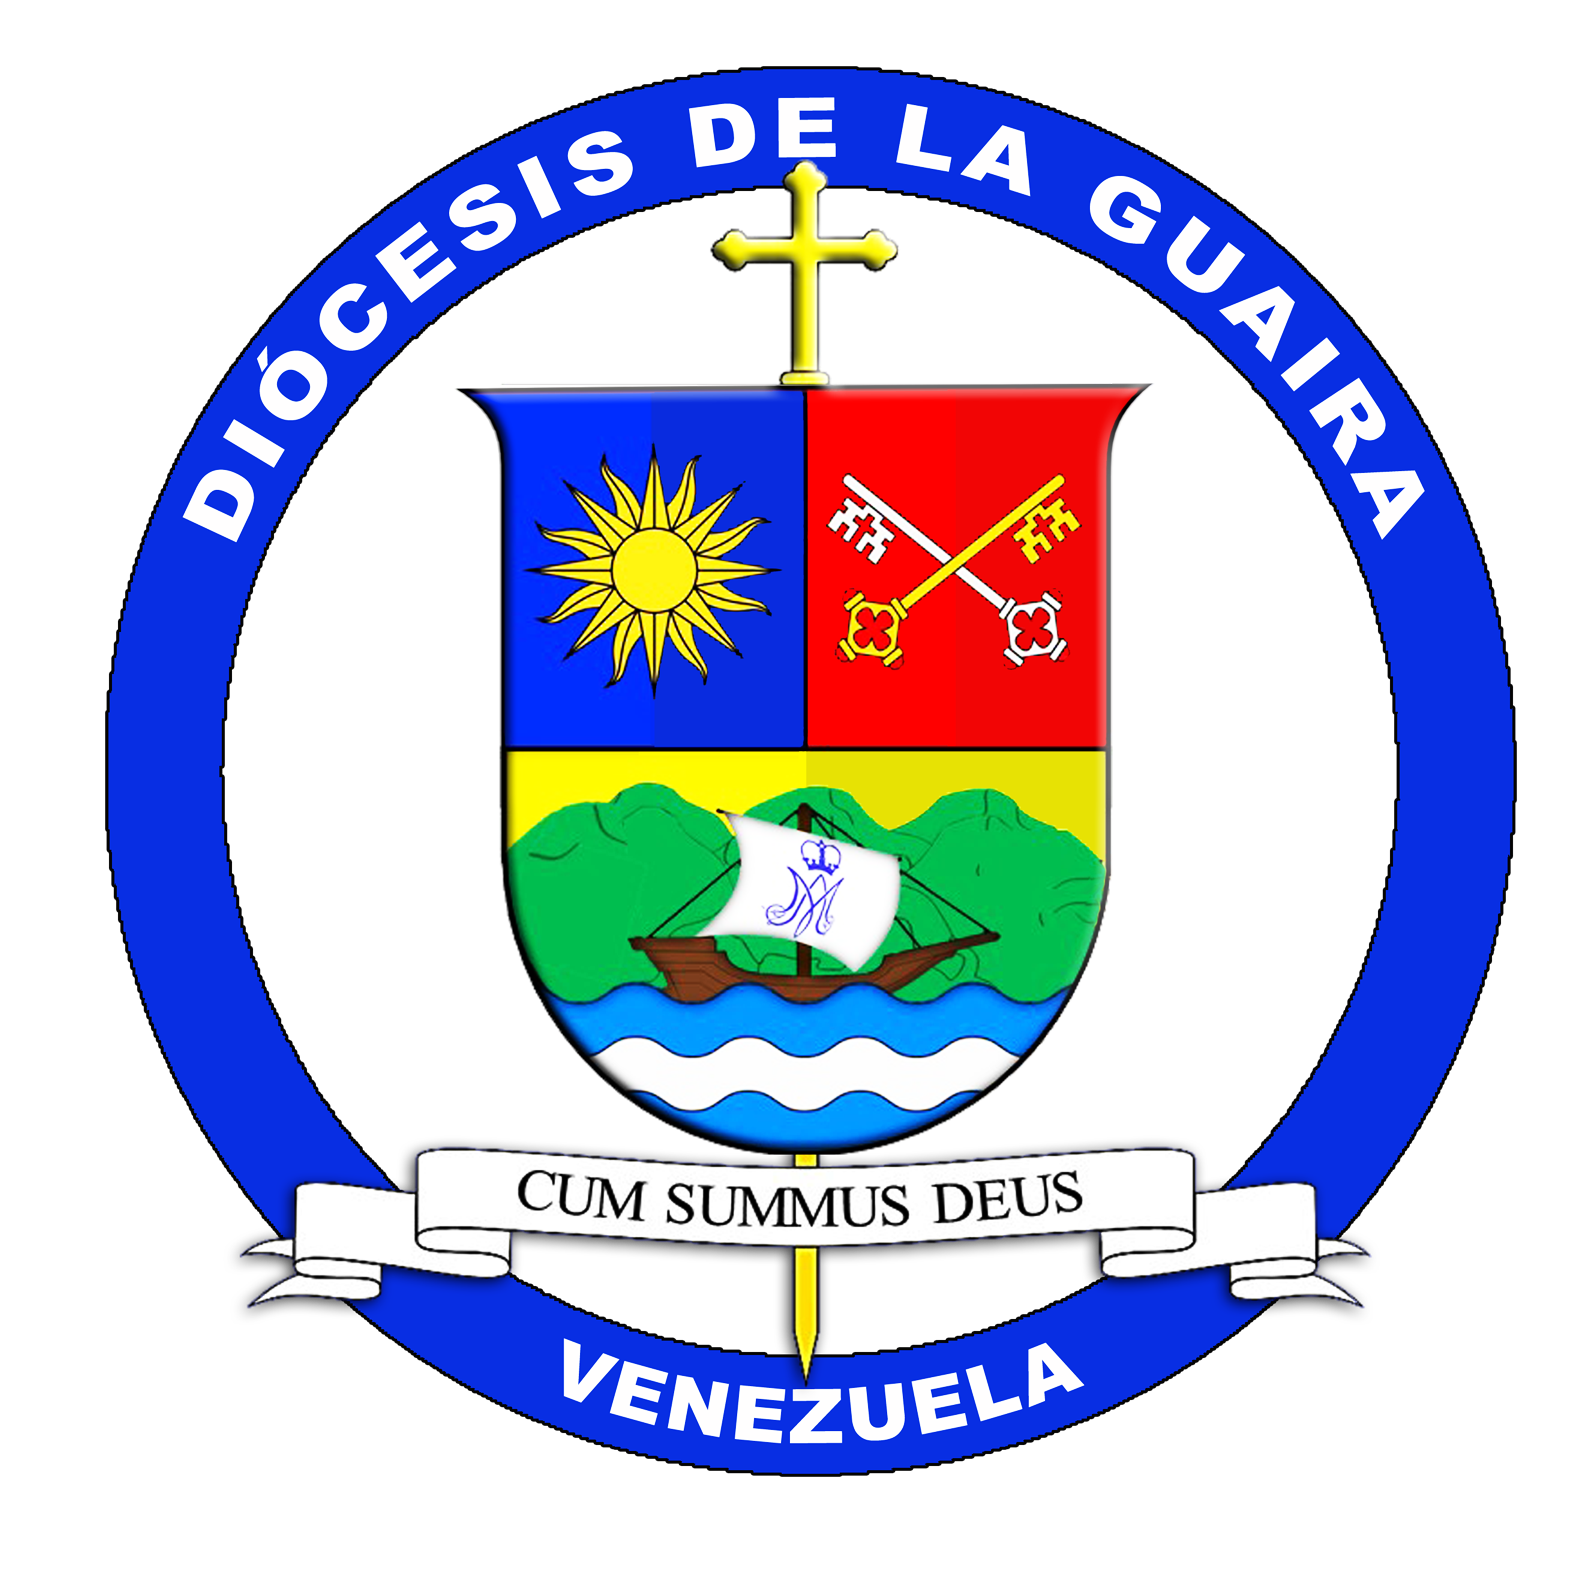 DIÓCESIS DE LA GUAIRA
CUM SUMMUS DEUS
VENEZUELA